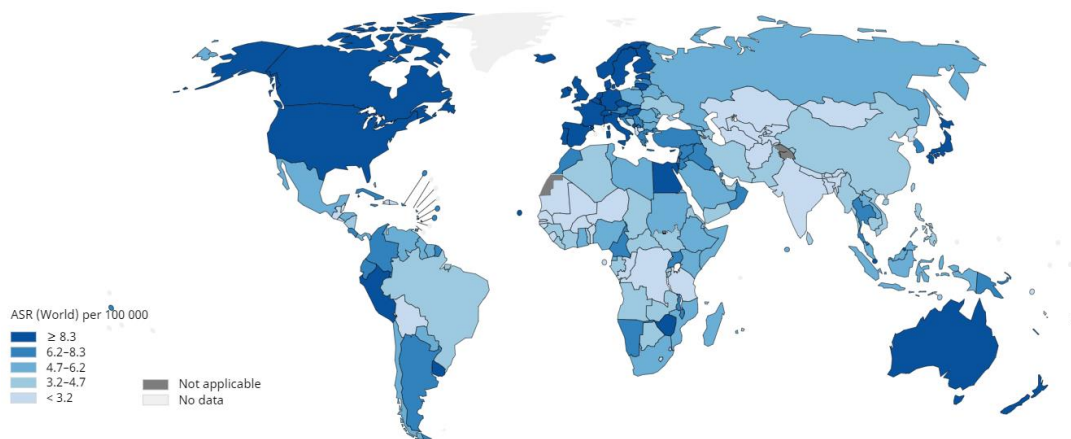 ASR (World) per 100 000
≥ 8.3
6.2–8.3
4.7–6.2
3.2–4.7
< 3.2
Not applicable
No data